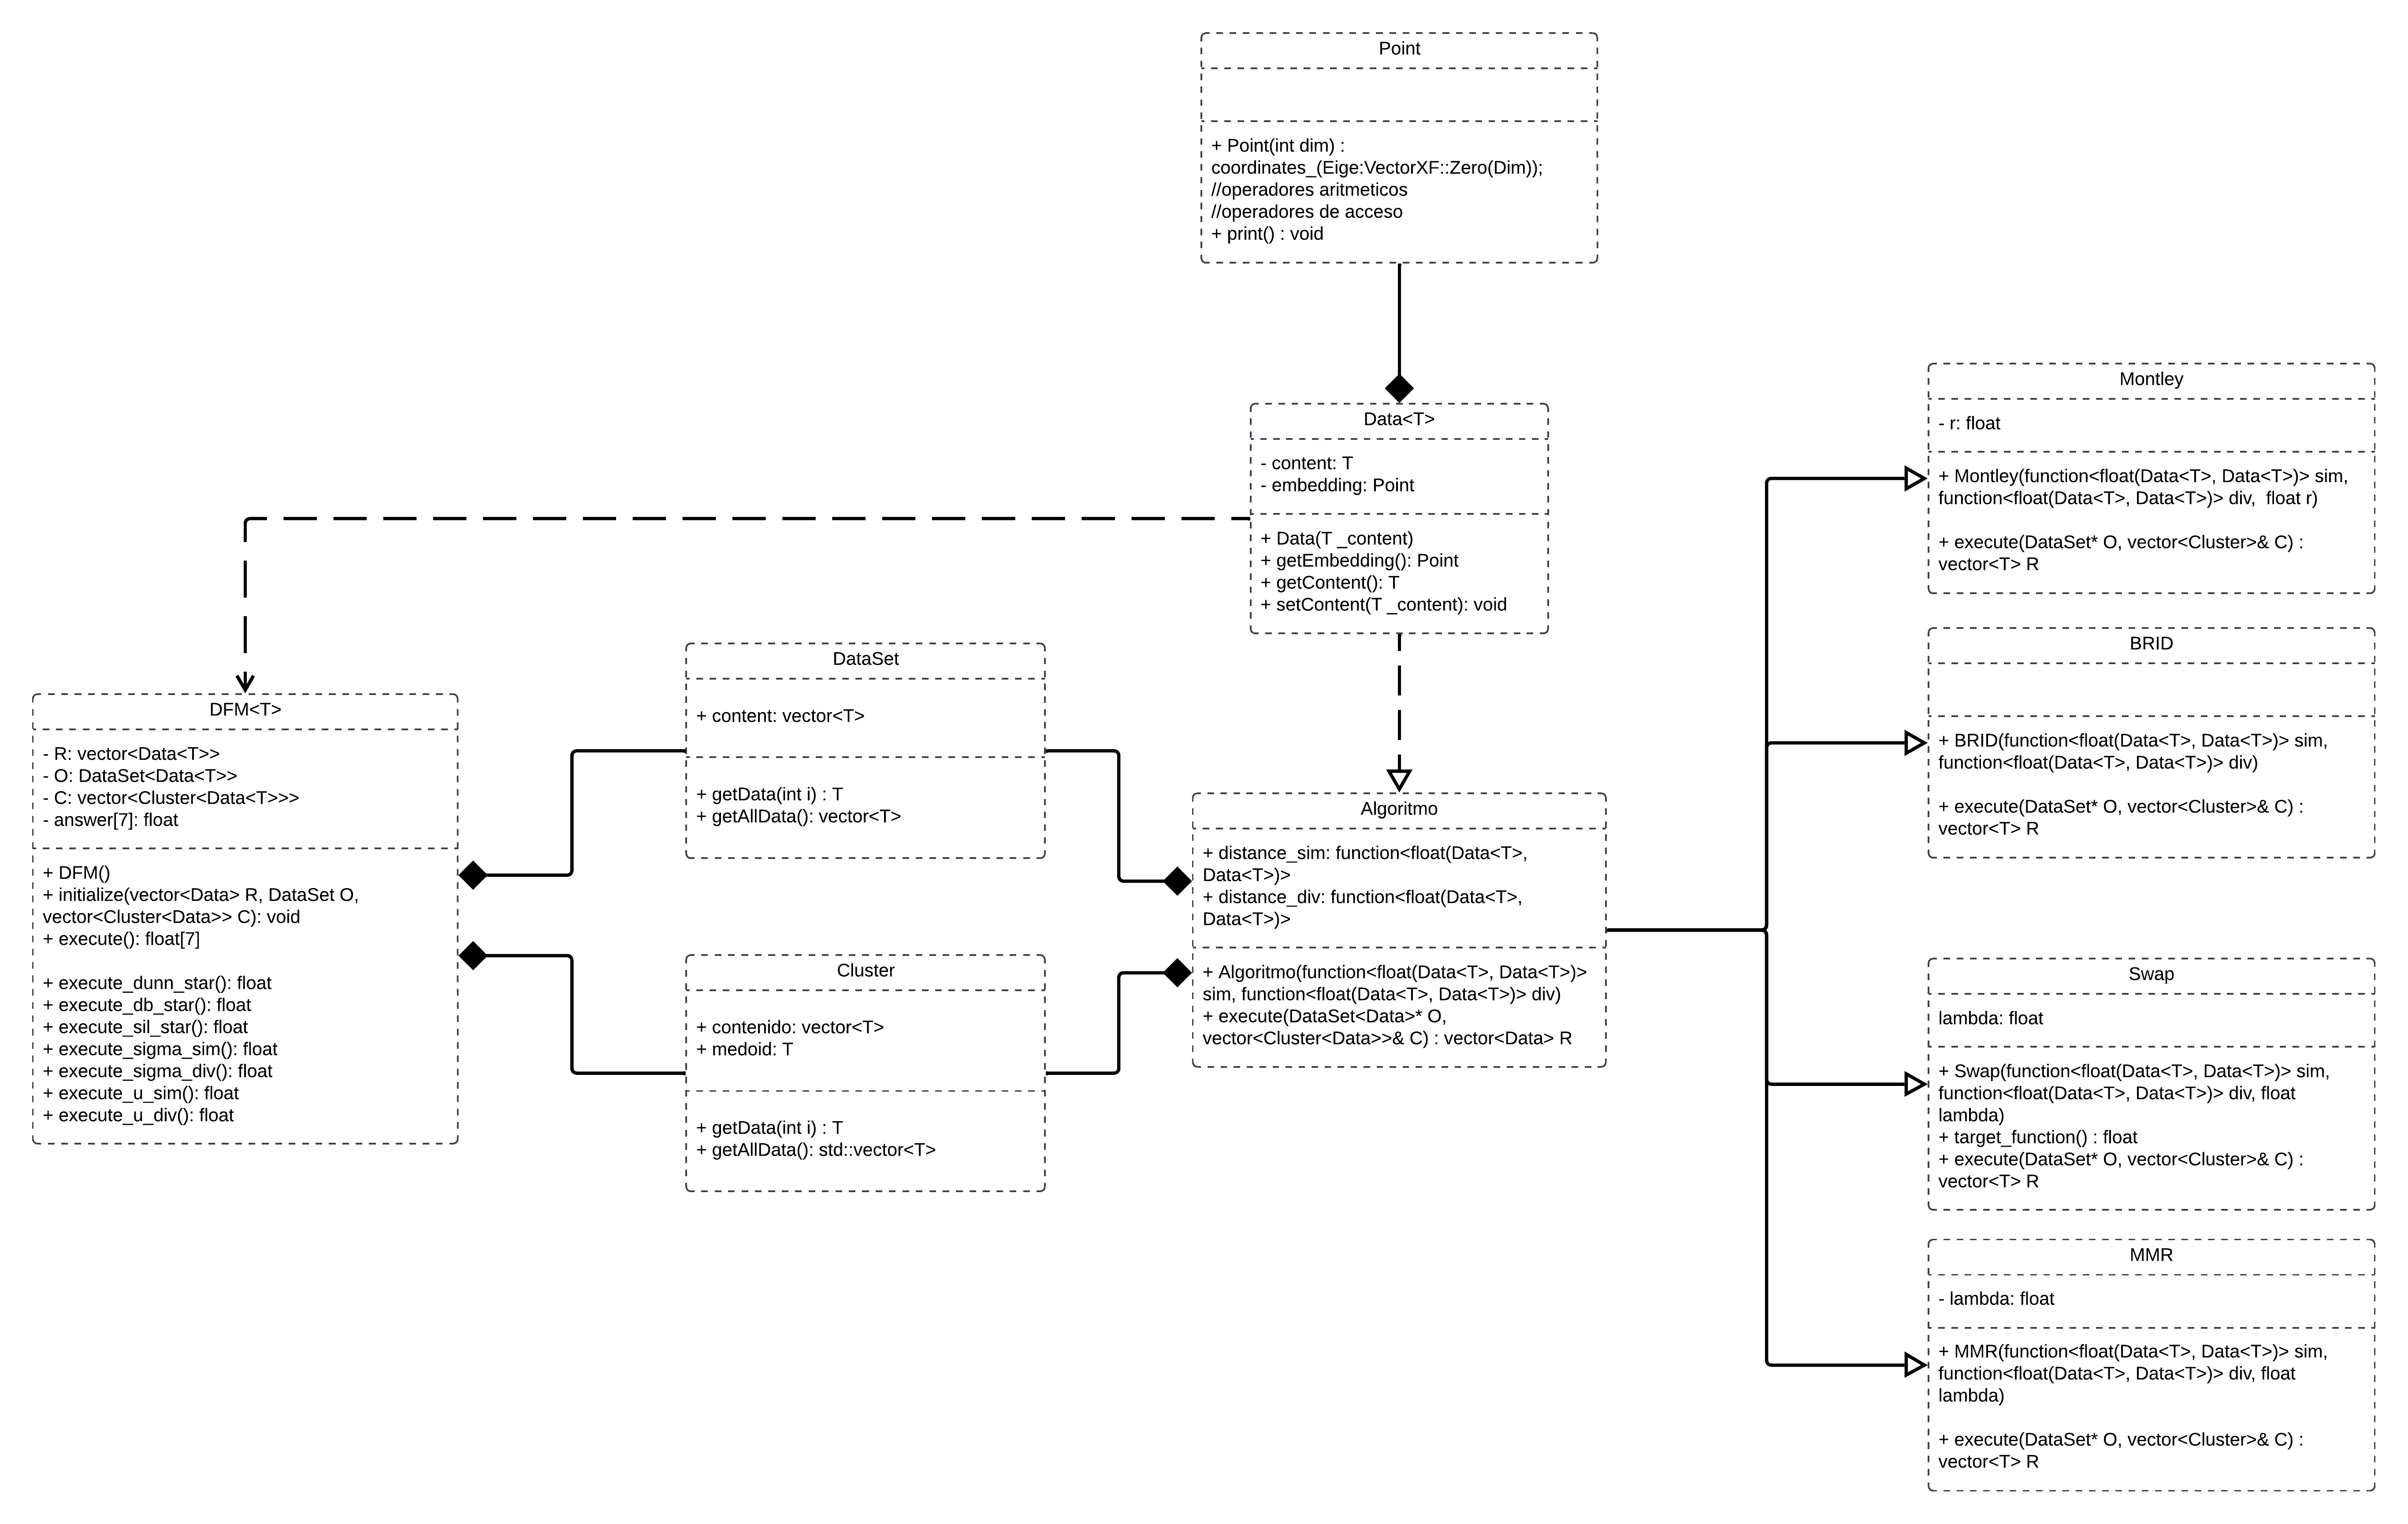 Point
+ Point(int dim) :
coordinates_(Eige:VectorXF::Zero(Dim));
//operadores aritmeticos
//operadores de acceso
+ print() : void
Data<T>
- content: T
- embedding: Point
+ Data(T _content)
+ getEmbedding(): Point
+ getContent(): T
+ setContent(T _content): void
DFM<T>
- R: vector<Data<T>>
- O: DataSet<Data<T>>
- C: vector<Cluster<Data<T>>>
- answer[7]: float
+ DFM()
+ initialize(vector<Data> R, DataSet O,
vector<Cluster<Data>> C): void
+ execute(): float[7]
+ execute_dunn_star(): float
+ execute_db_star(): float
+ execute_sil_star(): float
+ execute_sigma_sim(): float
+ execute_sigma_div(): float
+ execute_u_sim(): float
+ execute_u_div(): float
DataSet
+ content: vector<T>
+ getData(int i) : T
+ getAllData(): vector<T>
Cluster
+ contenido: vector<T>
+ medoid: T
+ getData(int i) : T
+ getAllData(): std::vector<T>
Algoritmo
+ distance_sim: function<float(Data<T>,
Data<T>)>
+ distance_div: function<float(Data<T>,
Data<T>)>
+ Algoritmo(function<float(Data<T>, Data<T>)>
sim, function<float(Data<T>, Data<T>)> div)
+ execute(DataSet<Data>* O,
vector<Cluster<Data>>& C) : vector<Data> R
Montley
- r: float
+ Montley(function<float(Data<T>, Data<T>)> sim,
function<float(Data<T>, Data<T>)> div,  float r)
+ execute(DataSet* O, vector<Cluster>& C) :
vector<T> R
BRID
+ BRID(function<float(Data<T>, Data<T>)> sim,
function<float(Data<T>, Data<T>)> div)
+ execute(DataSet* O, vector<Cluster>& C) :
vector<T> R
Swap
lambda: float
+ Swap(function<float(Data<T>, Data<T>)> sim,
function<float(Data<T>, Data<T>)> div, float
lambda)
+ target_function() : float
+ execute(DataSet* O, vector<Cluster>& C) :
vector<T> R
MMR
- lambda: float
+ MMR(function<float(Data<T>, Data<T>)> sim,
function<float(Data<T>, Data<T>)> div, float
lambda)
+ execute(DataSet* O, vector<Cluster>& C) :
vector<T> R